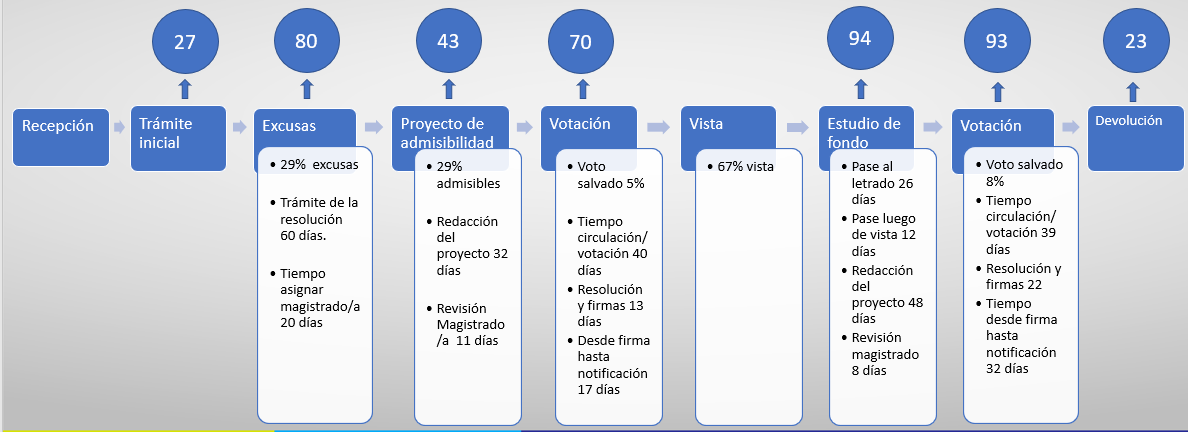 27
80
43
70
94
93
23
Recepción
Trámite
inicial
Excusas
• 29% excusas
• Trámite de la
resolución
60 días.
• Tiempo
asignar
magistrado/a
20 días
Proyecto de
admisibilidad
• 29%
admisibles
• Redacción
del
proyecto 32
días
• Revisión
Magistrado
/a 11 días
Votación
• Voto
salvado 5%
• Tiempo
circulación/
votación 40
días
• Resolución
y firmas 13
días
• Desde firma
hasta
notificación
17 días
Vista
• 67% vista
Estudio de
fondo
• Pase al
letrado 26
días
• Pase luego
de vista 12
días
• Redacción
del
proyecto 48
días
• Revisión
magistrado
8 días
Votación
• Voto salvado
8%
• Tiempo
circulación/
votación 39
días
• Resolución y
firmas 22
• Tiempo
desde firma
hasta
notificación
32 días
Devolución